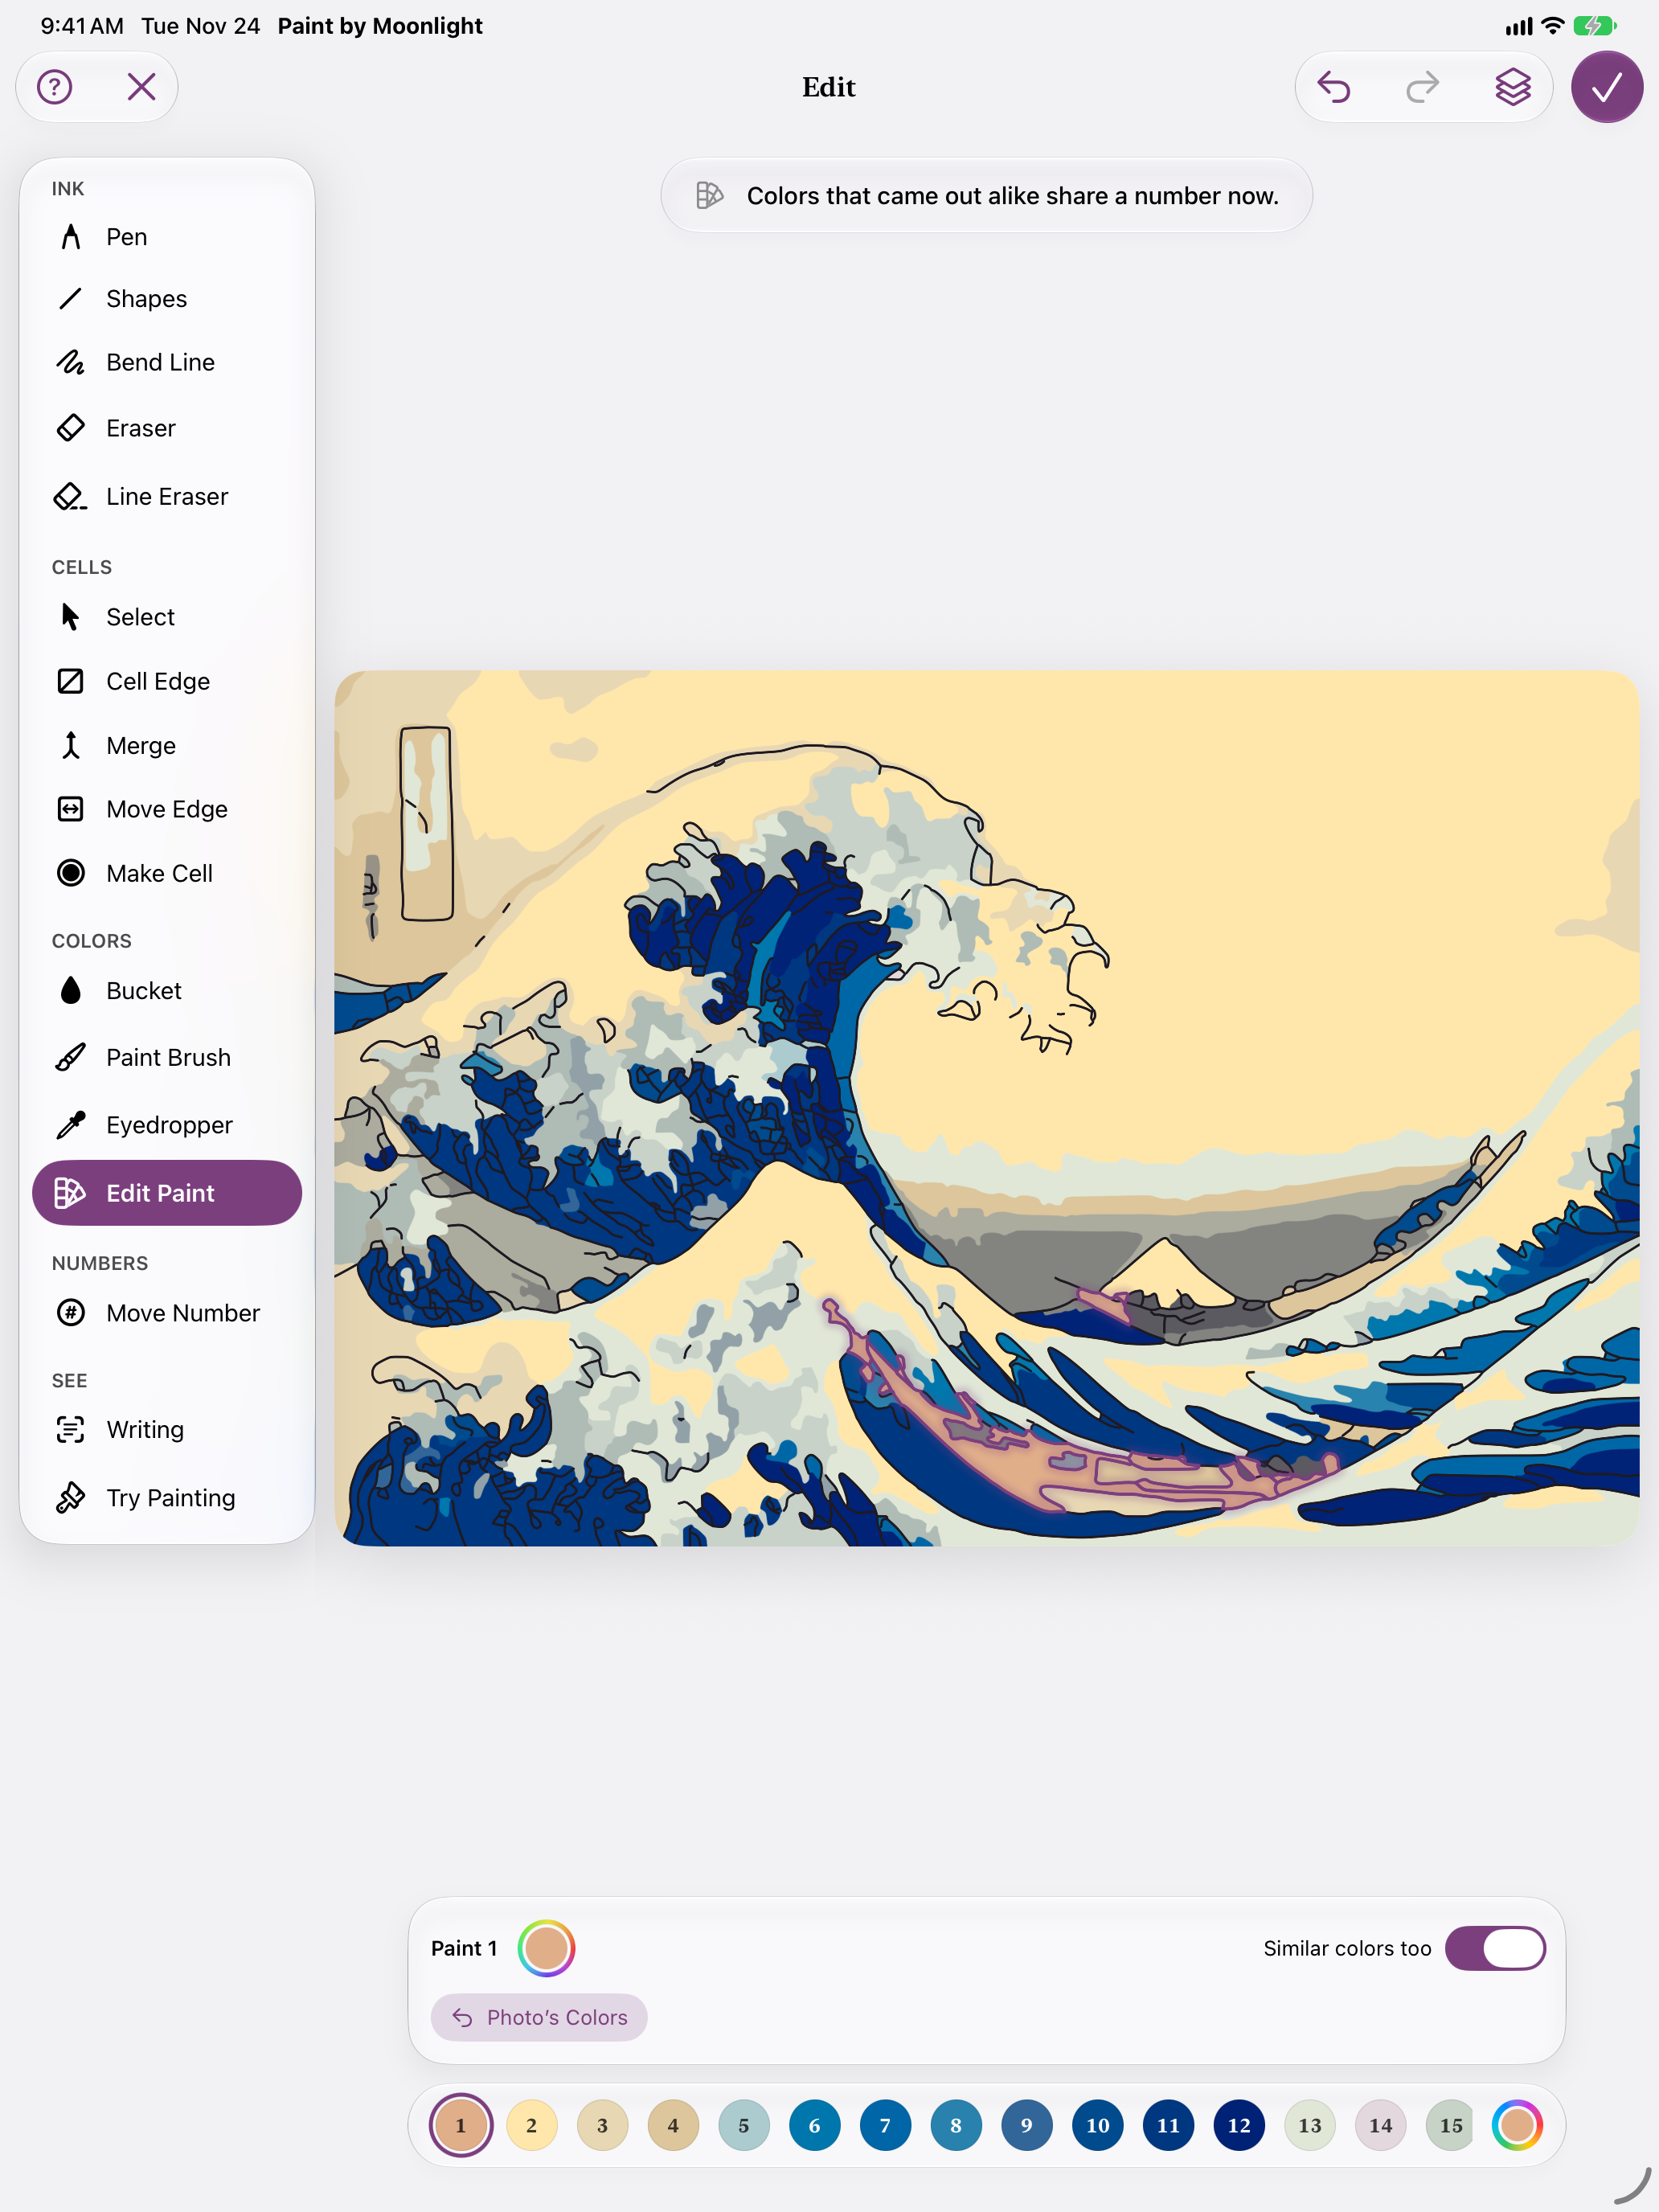 9:41 AM Tue Nov 24 Paint by Moonlight
Edit
Colors that came out alike share a number now.
INK
Pen
Shapes
Bend Line
Eraser
Line Eraser
CELLS
Select
Cell Edge
Merge
Move Edge
Make Cell
COLORS
Bucket
Paint Brush
Eyedropper
Edit Paint
NUMBERS
# Move Number
SEE
Writing
Try Painting
Paint 1
Similar colors too
Photo’s Colors
1 2 3 4 5 6 7 8 9 10 11 12 13 14 15